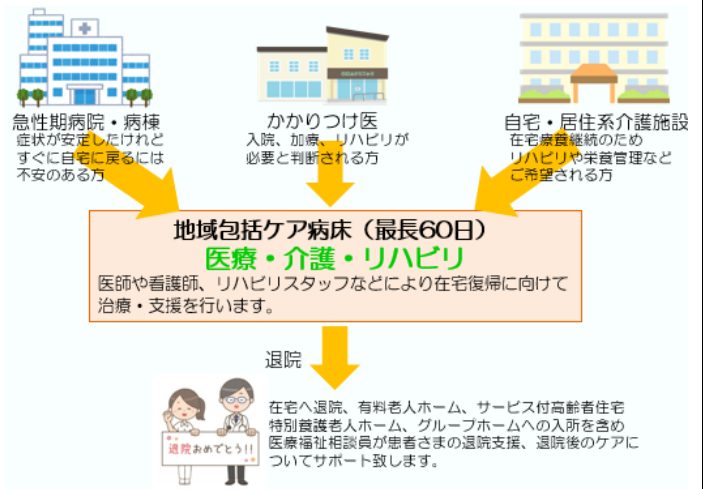 急性期病院・病棟
症状が安定したけれど
すぐに自宅に戻るには
不安のある方
かかりつけ医
入院、加療、リハビリが
必要と判断される方
自宅・居住系介護施設
在宅療養継続のため
リハビリや栄養管理など
ご希望される方
地域包括ケア病床（最長60日）
医療・介護・リハビリ
医師や看護師、リハビリスタッフなどにより在宅復帰に向けて
治療・支援を行います。
退院
退院おめでとう!!
在宅へ退院、有料老人ホーム、サービス付高齢者住宅
特別養護老人ホーム、グループホームへの入所を含め
医療福祉相談員が患者さまの退院支援、退院後のケアに
ついてサポート致します。